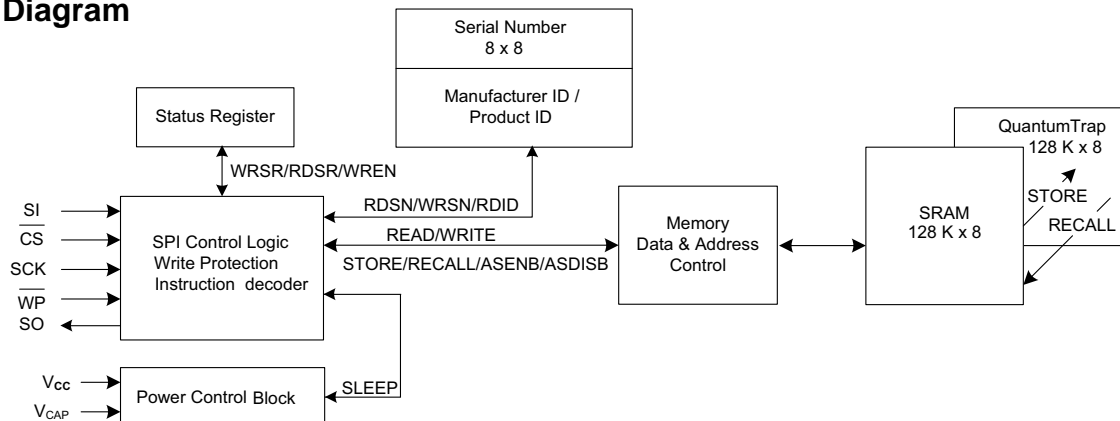 Diagram
Serial Number
8 x 8
Manufacturer ID /
Product ID
Status Register
QuantumTrap
128 K x 8
WRSR/RDSR/WREN
RDSN/WRSN/RDID
READ/WRITE
STORE/RECALL/ASENB/ASDISB
SI
CS
SCK
WP
SO
SPI Control Logic
Write Protection
Instruction decoder
Memory
Data & Address
Control
SRAM
128 K x 8
STORE
RECALL
VCC
VCAP
Power Control Block
SLEEP